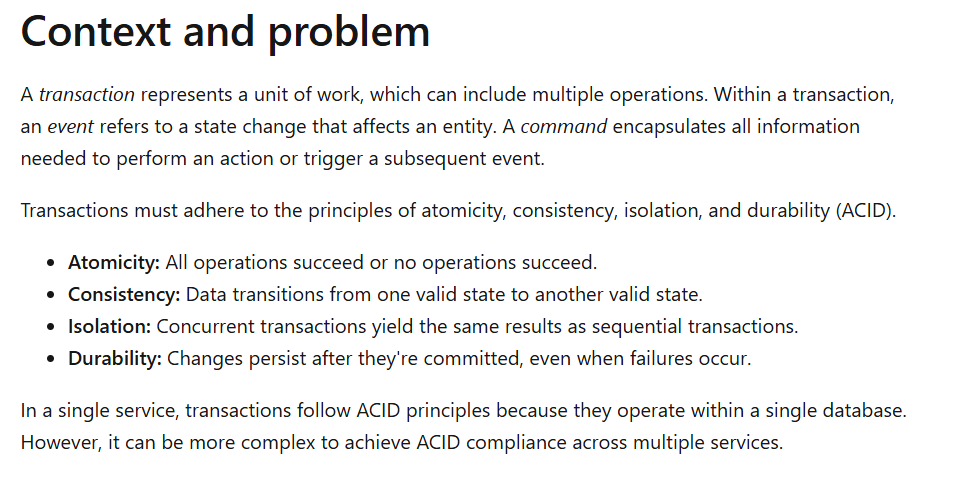 Context and problem
A transaction represents a unit of work, which can include multiple operations. Within a transaction,
an event refers to a state change that affects an entity. A command encapsulates all information
needed to perform an action or trigger a subsequent event.
Transactions must adhere to the principles of atomicity, consistency, isolation, and durability (ACID).
• Atomicity: All operations succeed or no operations succeed.
• Consistency: Data transitions from one valid state to another valid state.
• Isolation: Concurrent transactions yield the same results as sequential transactions.
• Durability: Changes persist after they're committed, even when failures occur.
In a single service, transactions follow ACID principles because they operate within a single database.
However, it can be more complex to achieve ACID compliance across multiple services.